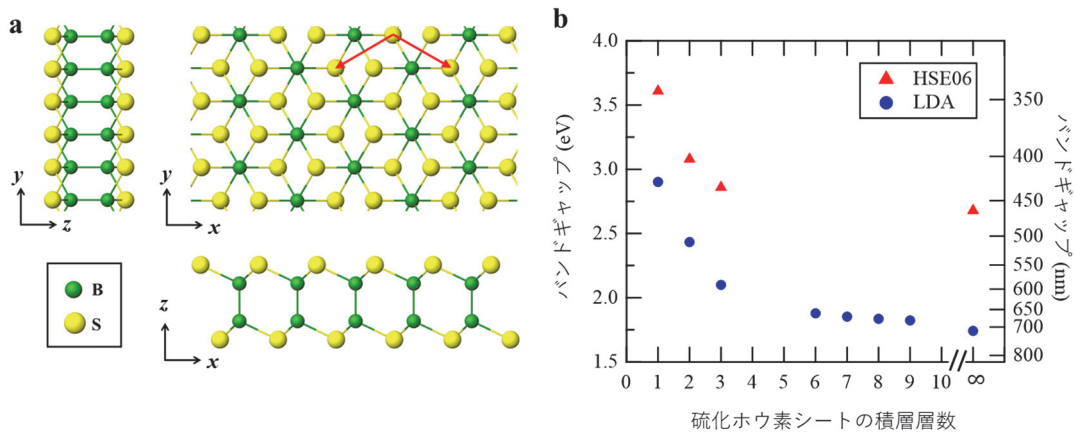 a
y
z
y
x
B
S
z
x
b
バンドギャップ (eV)
4.0
3.5
3.0
2.5
2.0
1.5
HSE06
LDA
350
400
450
500
550
600
650
700
800
バンドギャップ (nm)
0 1 2 3 4 5 6 7 8 9 10 ∞
硫化ホウ素シートの積層層数